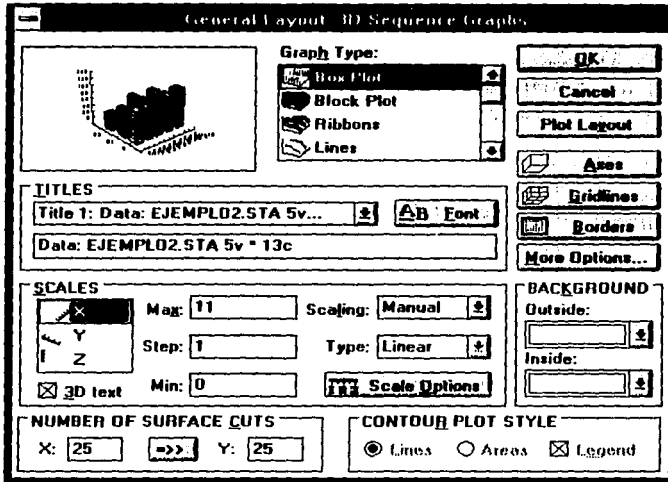 General Layout: 3D Sequence Graphs
Graph Type:
Box Plot
Block Plot
Ribbons
Lines
OK
Cancel
Plot Layout
Axes
Gridlines
Borders
More Options...
TITLES
Title 1: Data: EJEMPLO2.STA 5v...
AB Font
Data: EJEMPLO2.STA 5v * 13c
SCALES
X
Y
Z
3D text
Max: 11
Step: 1
Min: 0
Scaling: Manual
Type: Linear
Scale Options
BACKGROUND
Outside:
Inside:
NUMBER OF SURFACE CUTS
X: 25 =>> Y: 25
CONTOUR PLOT STYLE
Lines Areas Legend